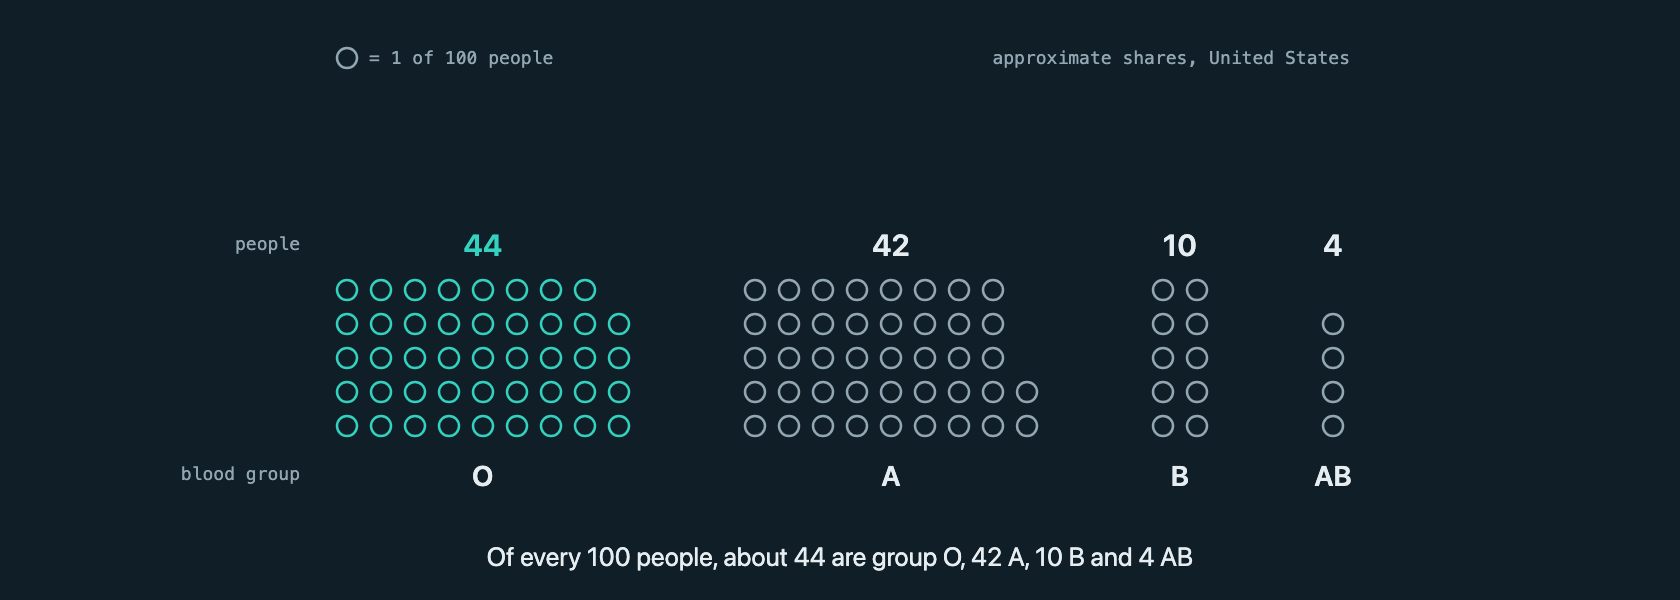 = 1 of 100 people
approximate shares, United States
people 44 42 10 4
blood group O A B AB
Of every 100 people, about 44 are group O, 42 A, 10 B and 4 AB